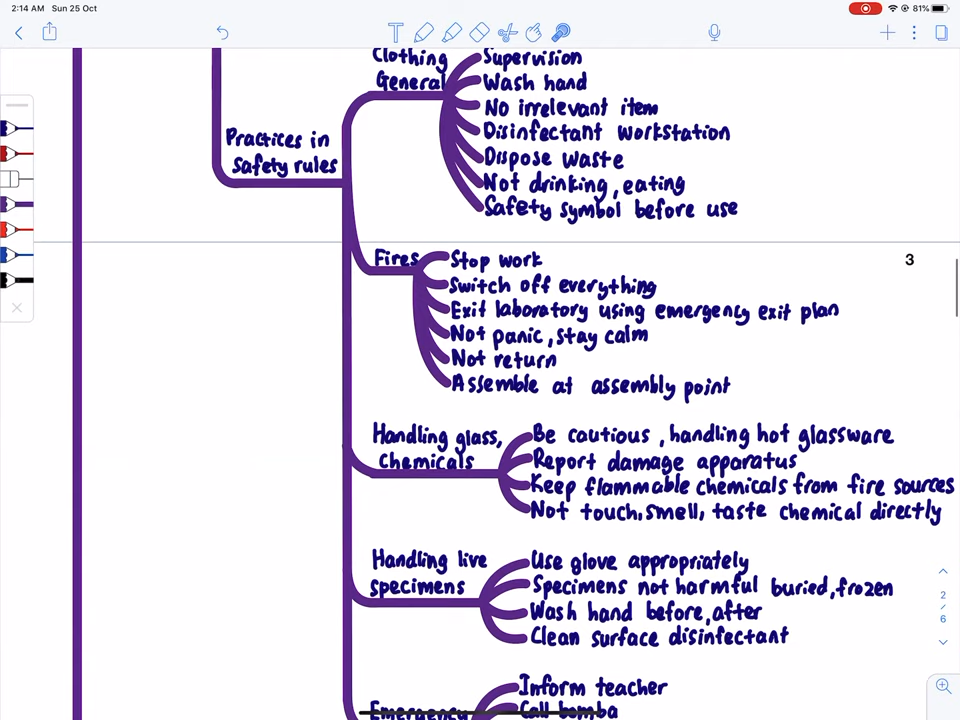 2:14 AM Sun 25 Oct
81%
Clothing
General
Supervision
Wash hand
No irrelevant item
Disinfectant workstation
Dispose waste
Not drinking, eating
Safety symbol before use
Practices in
Safety rules
3
Fires
Stop work
Switch off everything
Exit laboratory using emergency exit plan
Not panic, stay calm
Not return
Assemble at assembly point
Handling glass,
Chemicals
Be cautious, handling hot glassware
Report damage apparatus
Keep flammable chemicals from fire sources
Not touch, smell, taste chemical directly
Handling live
specimens
Use glove appropriately
Specimens not harmful buried, frozen
Wash hand before, after
Clean surface disinfectant
2
/
6
Emergency
Inform teacher
Call bomba